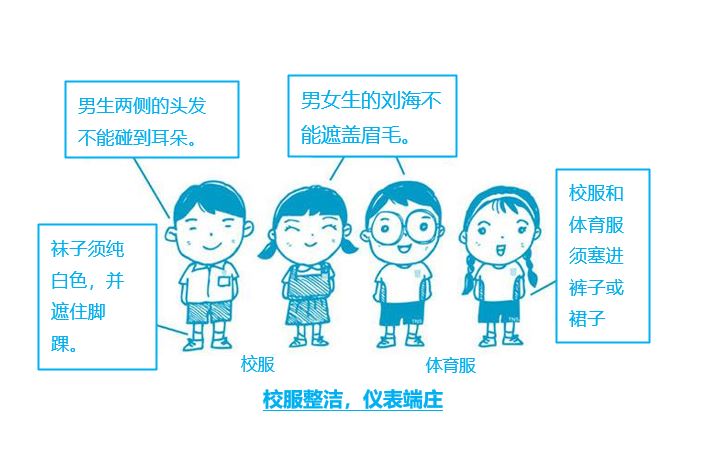 男生两侧的头发
不能碰到耳朵。
男女生的刘海不
能遮盖眉毛。
袜子须纯
白色，并
遮住脚
踝。
校服和
体育服
须塞进
裤子或
裙子
校服
体育服
校服整洁，仪表端庄